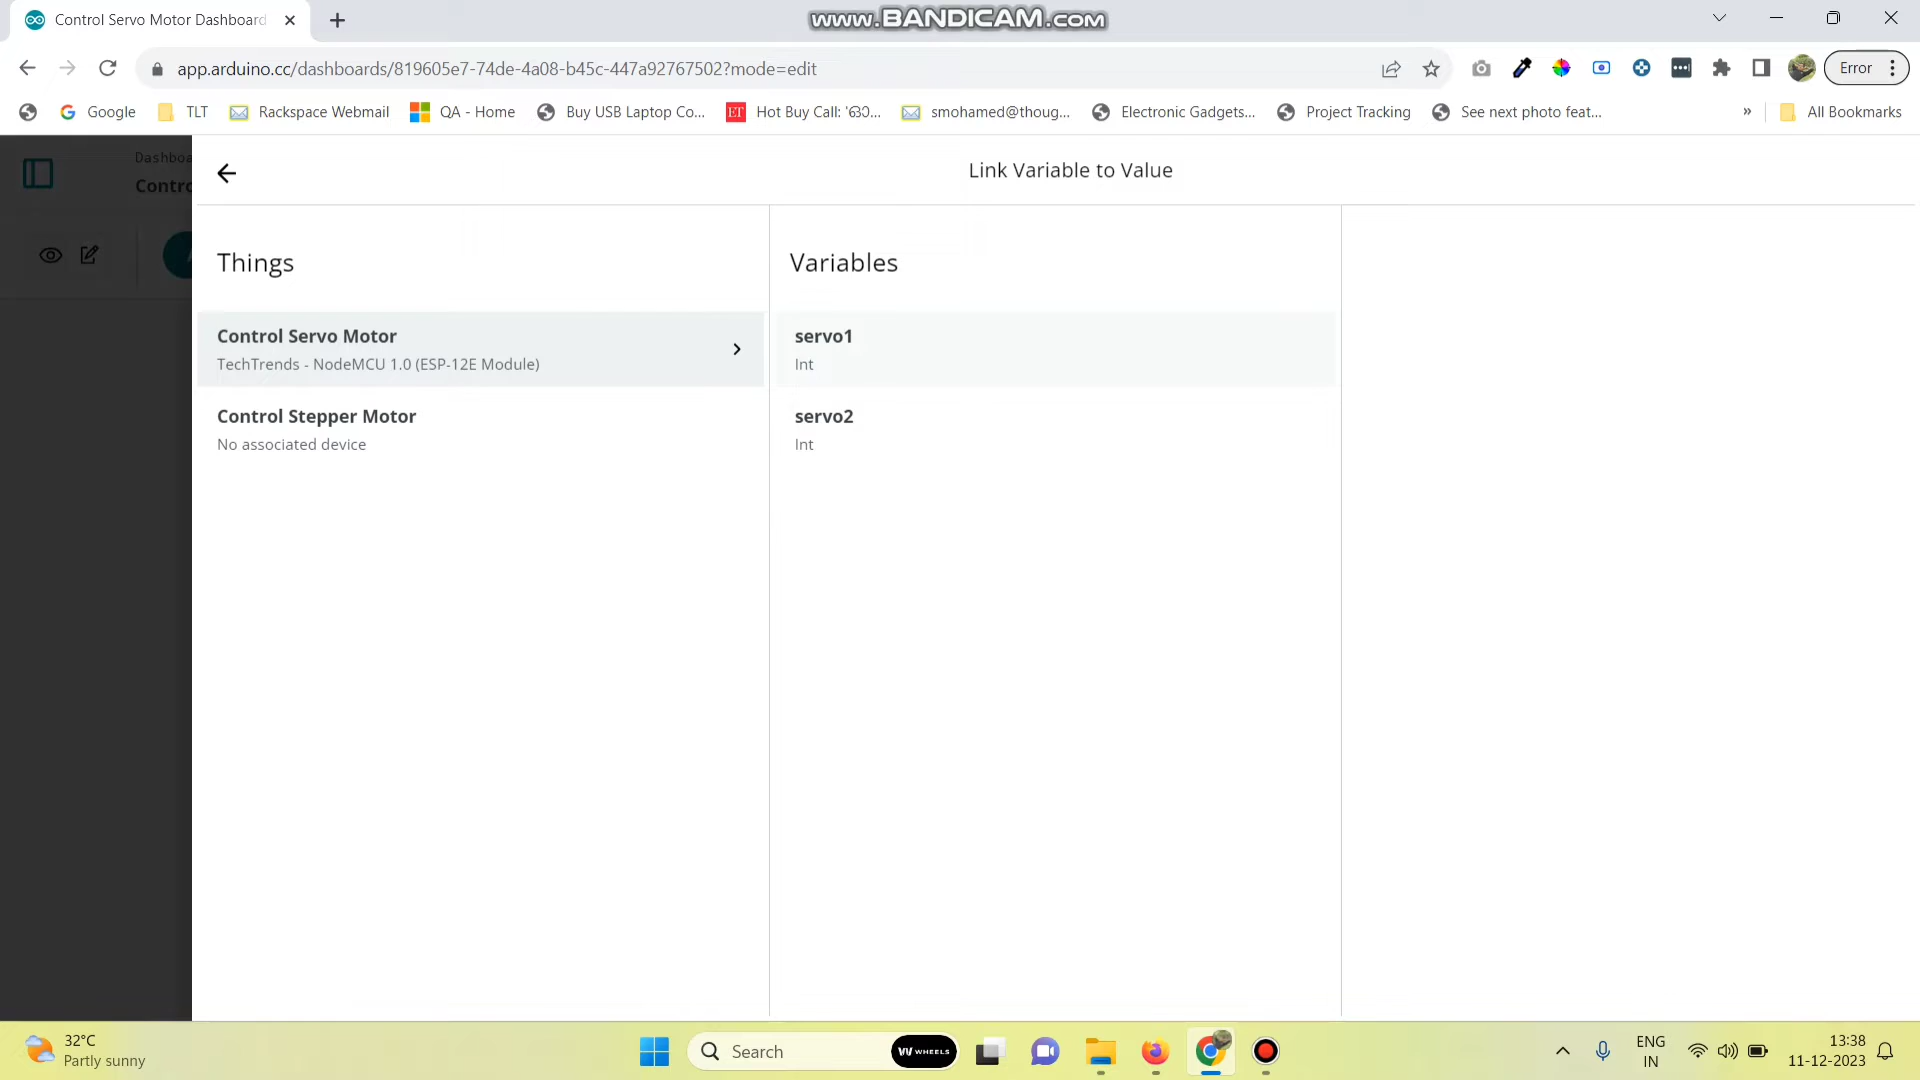 Control Servo Motor Dashboard
www.BANDICAM.com
app.arduino.cc/dashboards/819605e7-74de-4a08-b45c-447a92767502?mode=edit
Error
Google
TLT
Rackspace Webmail
QA - Home
Buy USB Laptop Co...
ET
Hot Buy Call: 'ᲒᲔ...
smohamed@thoug...
Electronic Gadgets...
Project Tracking
See next photo feat...
»
All Bookmarks
Dashboa
Contro
Link Variable to Value
Things
Variables
Control Servo Motor
TechTrends - NodeMCU 1.0 (ESP-12E Module)
servo1
Int
Control Stepper Motor
No associated device
servo2
Int
32°C
Partly sunny
Search
WHEELS
ENG
IN
13:38
11-12-2023